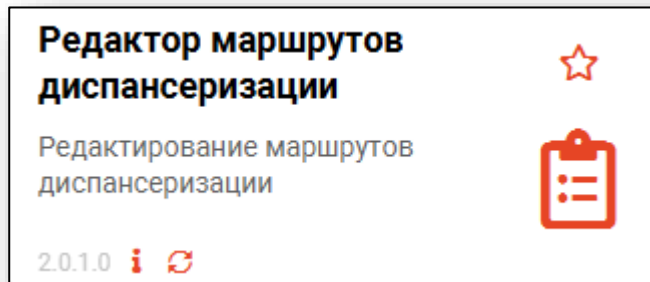 Редактор маршрутов
диспансеризации
Редактирование маршрутов
диспансеризации
2.0.1.0